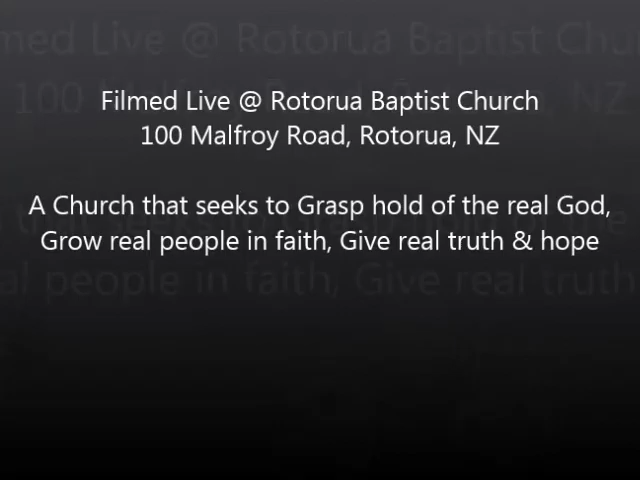 Filmed Live @ Rotorua Baptist Church
100 Malfroy Road, Rotorua, NZ
A Church that seeks to Grasp hold of the real God,
Grow real people in faith, Give real truth & hope